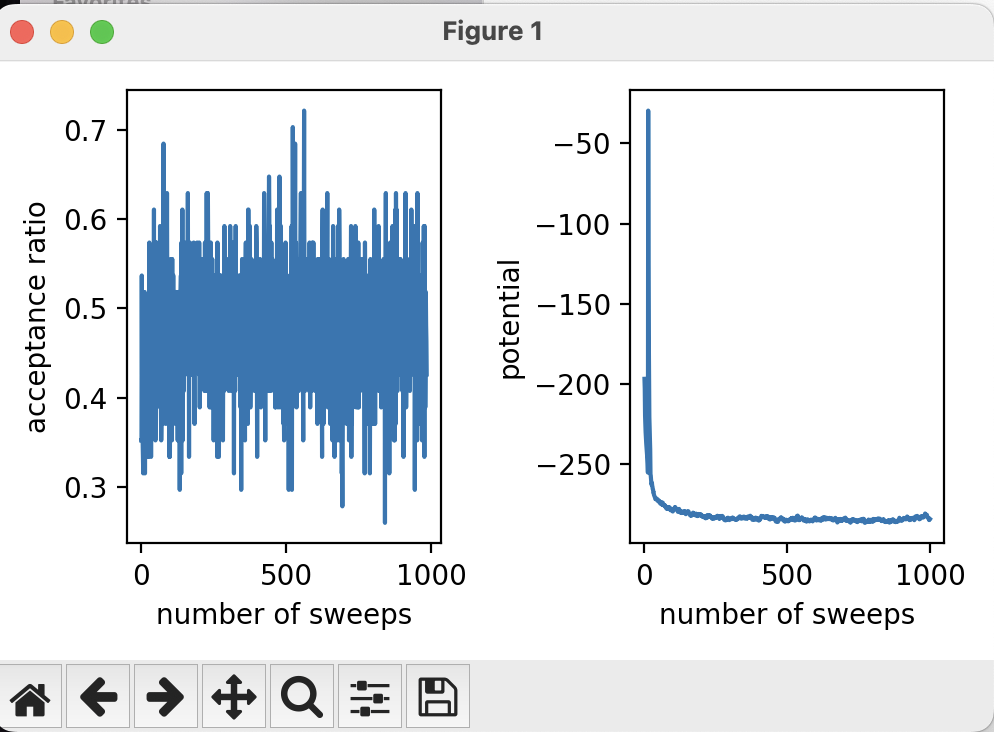 Favorites
Figure 1
acceptance ratio
0.7
0.6
0.5
0.4
0.3
0 500 1000
number of sweeps
potential
−50
−100
−150
−200
−250
0 500 1000
number of sweeps